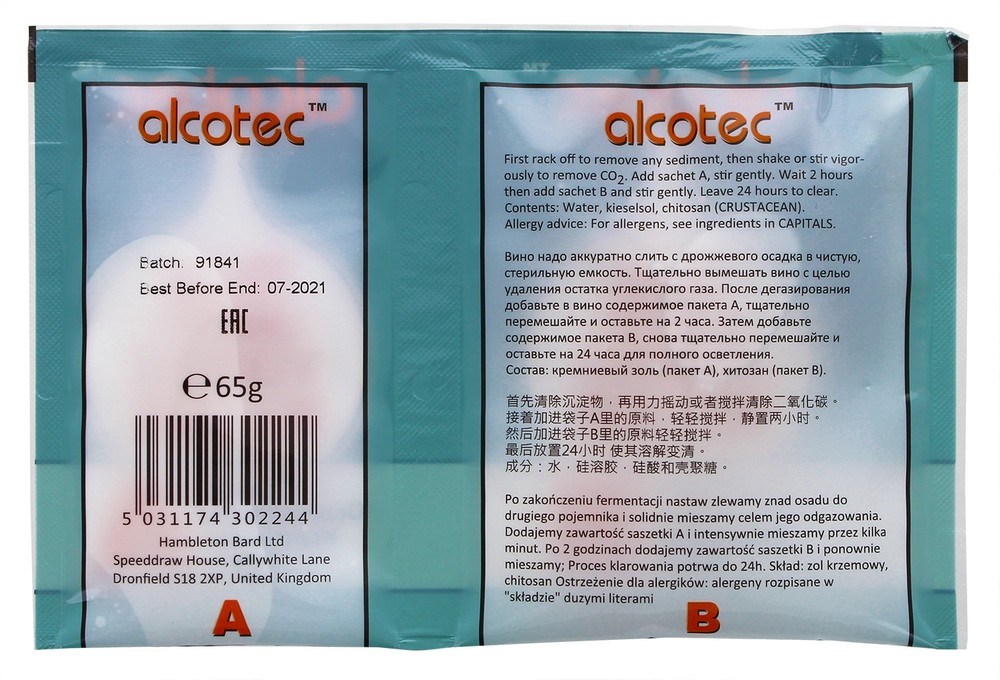 alcotec™
Batch: 91841
Best Before End: 07-2021
EAC
℮65g
5 031174 302244
Hambleton Bard Ltd
Speeddraw House, Callywhite Lane
Dronfield S18 2XP, United Kingdom
A
alcotec™
First rack off to remove any sediment, then shake or stir vigor-
ously to remove CO₂. Add sachet A, stir gently. Wait 2 hours
then add sachet B and stir gently. Leave 24 hours to clear.
Contents: Water, kieselsol, chitosan (CRUSTACEAN).
Allergy advice: For allergens, see ingredients in CAPITALS.
Вино надо аккуратно слить с дрожжевого осадка в чистую,
стерильную емкость. Тщательно вымешать вино с целью
удаления остатка углекислого газа. После дегазирования
добавьте в вино содержимое пакета А, тщательно
перемешайте и оставьте на 2 часа. Затем добавьте
содержимое пакета В, снова тщательно перемешайте и
оставьте на 24 часа для полного осветления.
Состав: кремниевый золь (пакет А), хитозан (пакет В).
首先清除沉淀物，再用力摇动或者搅拌清除二氧化碳。
接着加进袋子A里的原料，轻轻搅拌，静置两小时。
然后加进袋子B里的原料轻轻搅拌。
最后放置24小时 使其溶解变清。
成分：水，硅溶胶，硅酸和壳聚糖。
Po zakończeniu fermentacji nastaw zlewamy znad osadu do
drugiego pojemnika i solidnie mieszamy celem jego odgazowania.
Dodajemy zawartość saszetki A i intensywnie mieszamy przez kilka
minut. Po 2 godzinach dodajemy zawartość saszetki B i ponownie
mieszamy; Proces klarowania potrwa do 24h. Skład: zol krzemowy,
chitosan Ostrzeżenie dla alergików: alergeny rozpisane w
"składzie" duzymi literami
B